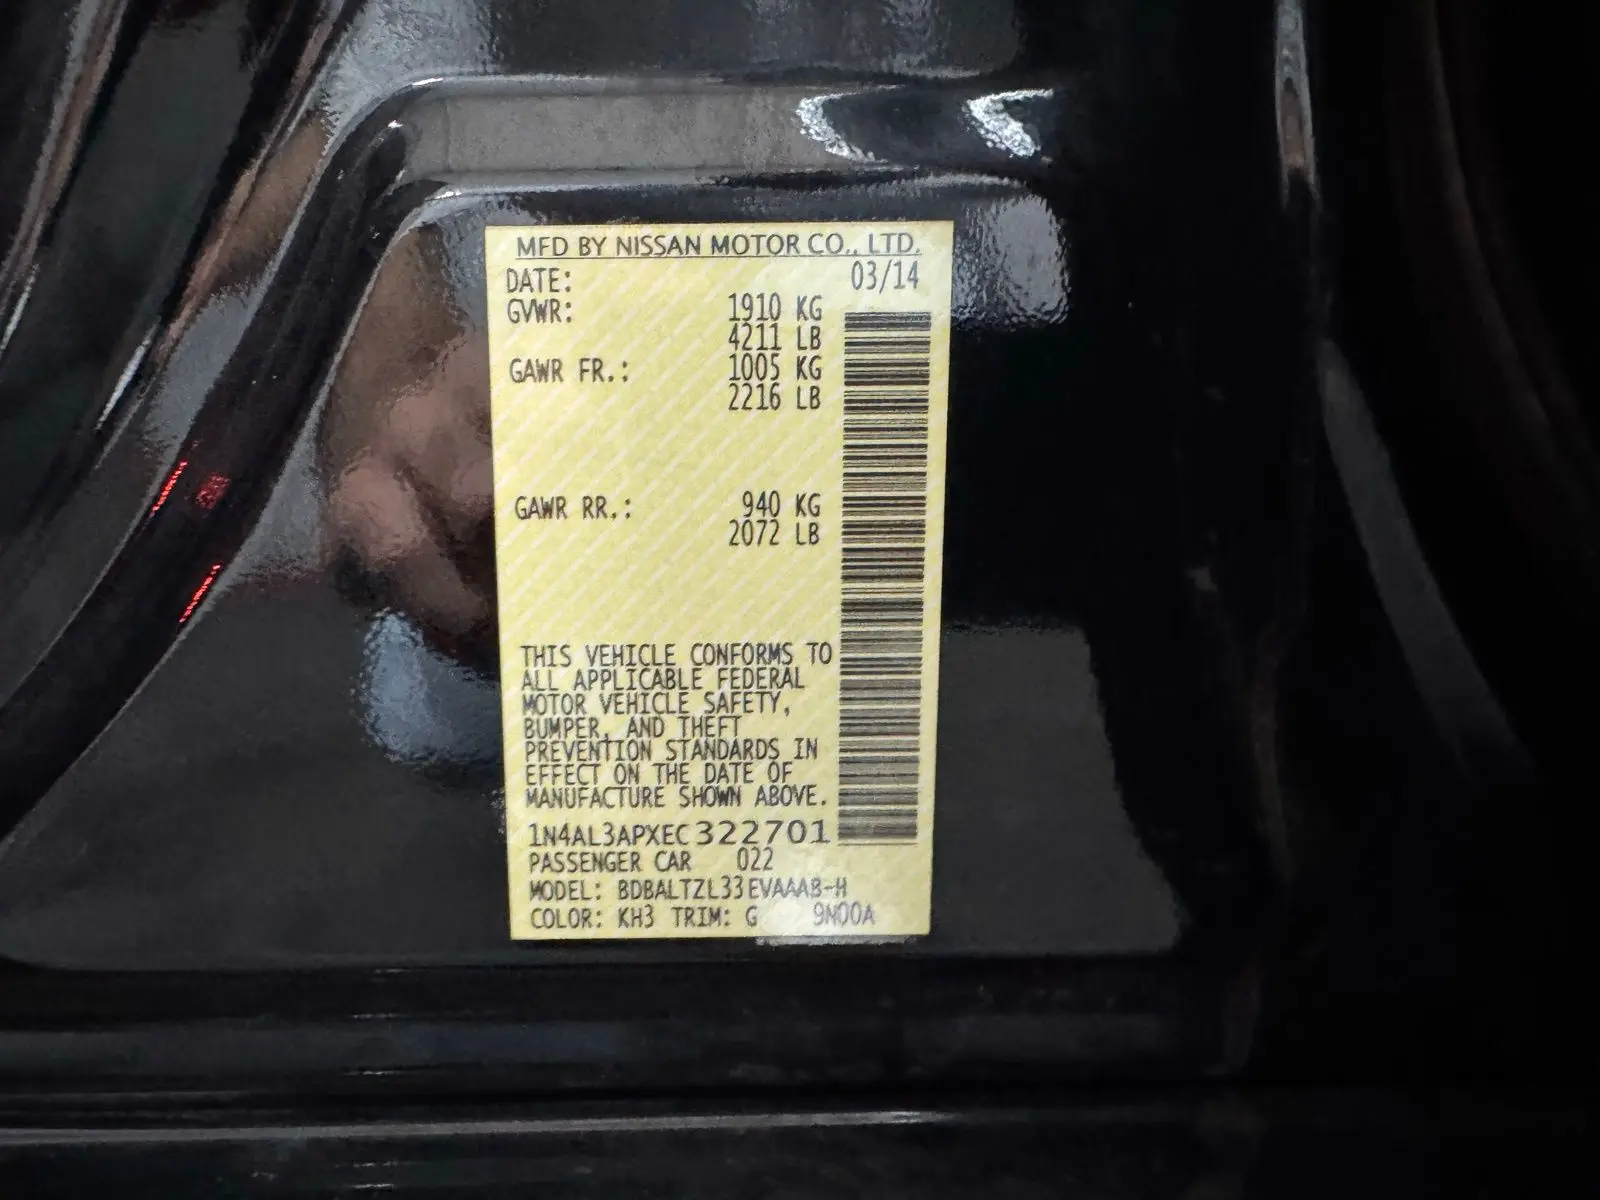 MFD BY NISSAN MOTOR CO., LTD.
DATE: 03/14
GVWR: 1910 KG
4211 LB
GAWR FR.: 1005 KG
2216 LB
GAWR RR.: 940 KG
2072 LB
THIS VEHICLE CONFORMS TO
ALL APPLICABLE FEDERAL
MOTOR VEHICLE SAFETY,
BUMPER, AND THEFT
PREVENTION STANDARDS IN
EFFECT ON THE DATE OF
MANUFACTURE SHOWN ABOVE.
1N4AL3APXEC322701
PASSENGER CAR 022
MODEL: BDBALTZL33EVAAAB-H
COLOR: KH3 TRIM: G 9N00A